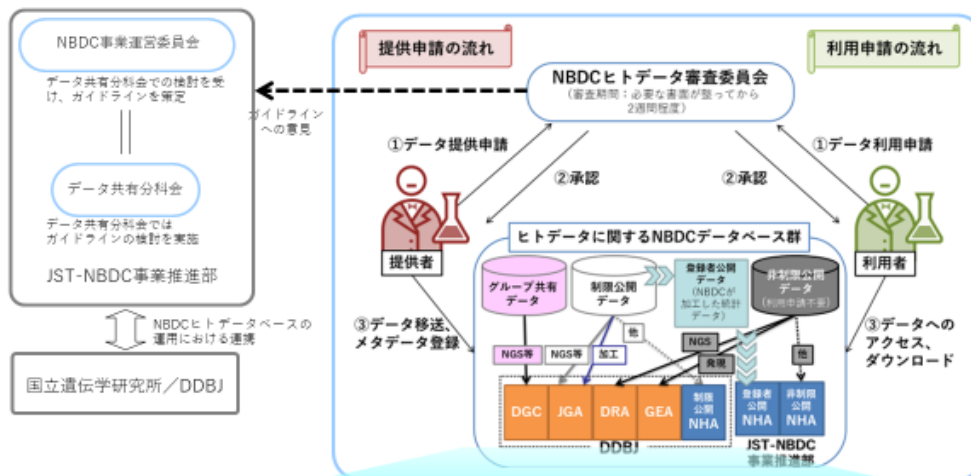 NBDC事業運営委員会
データ共有分科会での検討を受
け、ガイドラインを策定
ガイドライン
への意見
データ共有分科会
データ共有分科会では
ガイドラインの検討を実施
JST-NBDC事業推進部
NBDCヒトデータベースの
運用における連携
国立遺伝学研究所／DDBJ
提供申請の流れ
利用申請の流れ
NBDCヒトデータ審査委員会
（審査期間：必要な書面が整ってから
2週間程度）
①データ提供申請
①データ利用申請
②承認
②承認
提供者
利用者
ヒトデータに関するNBDCデータベース群
グループ共有
データ
制限公開
データ
登録者公開
データ
（NBDCが
加工した統計
データ）
非制限公開
データ
（利用申請不要）
③データ移送、
メタデータ登録
③データへの
アクセス、
ダウンロード
NGS等
NGS等
加工
他
NGS
発現
他
DGC
JGA
DRA
GEA
制限
公開
NHA
登録者
公開
NHA
非制限
公開
NHA
DDBJ
JST-NBDC
事業推進部